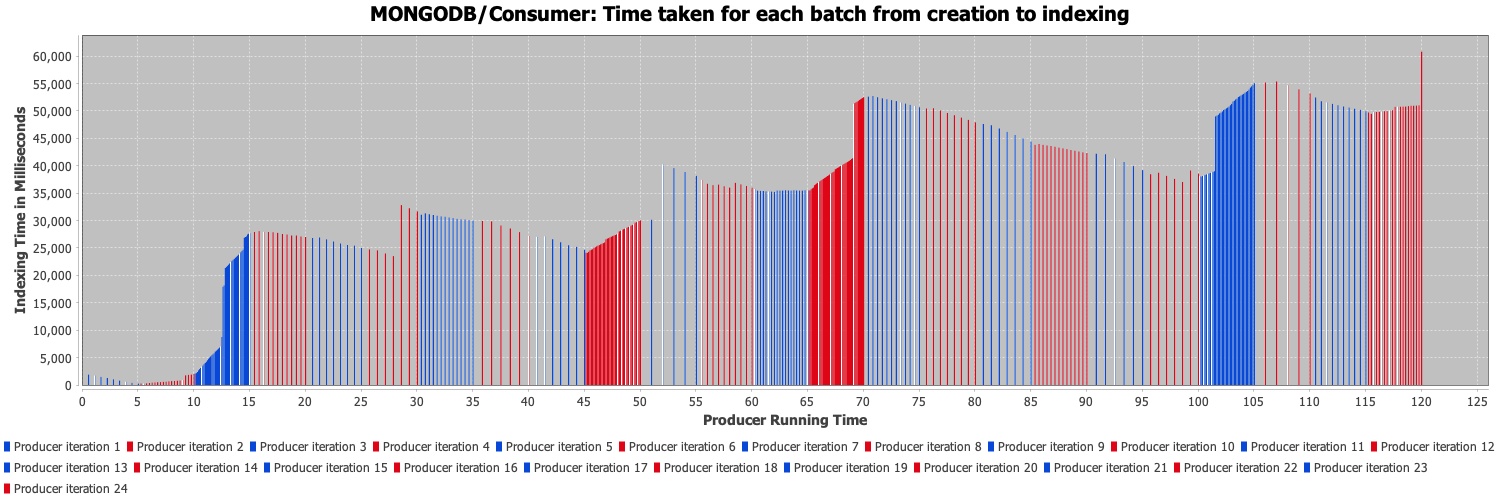 MONGODB/Consumer: Time taken for each batch from creation to indexing
Indexing Time in Milliseconds
60,000
55,000
50,000
45,000
40,000
35,000
30,000
25,000
20,000
15,000
10,000
5,000
0
0 5 10 15 20 25 30 35 40 45 50 55 60 65 70 75 80 85 90 95 100 105 110 115 120 125
Producer Running Time
Producer iteration 1 Producer iteration 2 Producer iteration 3 Producer iteration 4 Producer iteration 5 Producer iteration 6 Producer iteration 7 Producer iteration 8 Producer iteration 9 Producer iteration 10 Producer iteration 11 Producer iteration 12
Producer iteration 13 Producer iteration 14 Producer iteration 15 Producer iteration 16 Producer iteration 17 Producer iteration 18 Producer iteration 19 Producer iteration 20 Producer iteration 21 Producer iteration 22 Producer iteration 23
Producer iteration 24